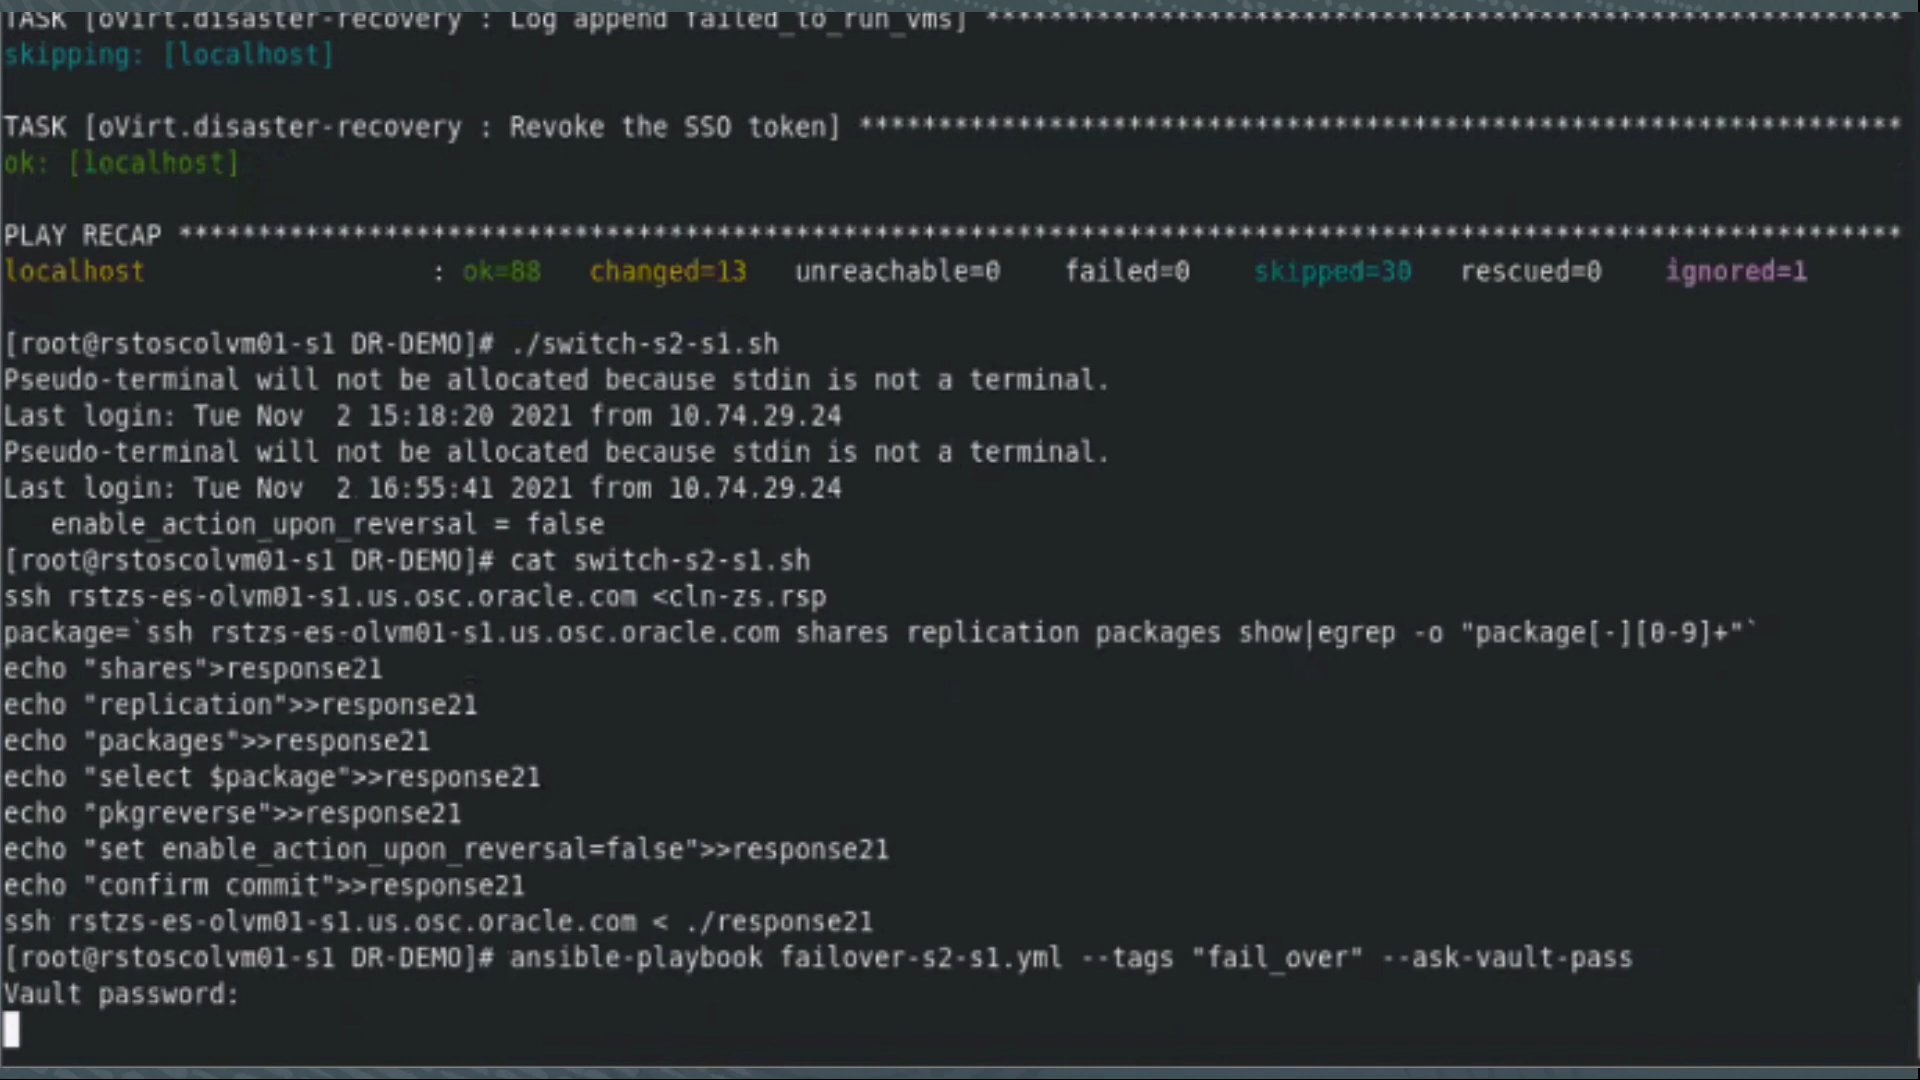 TASK [oVirt.disaster-recovery : Log append failed_to_run_vms] **********************************************************
skipping: [localhost]
TASK [oVirt.disaster-recovery : Revoke the SSO token] ******************************************************************
ok: [localhost]
PLAY RECAP *************************************************************************************************************
localhost : ok=88 changed=13 unreachable=0 failed=0 skipped=30 rescued=0 ignored=1
[root@rstoscolvm01-s1 DR-DEMO]# ./switch-s2-s1.sh
Pseudo-terminal will not be allocated because stdin is not a terminal.
Last login: Tue Nov  2 15:18:20 2021 from 10.74.29.24
Pseudo-terminal will not be allocated because stdin is not a terminal.
Last login: Tue Nov  2 16:55:41 2021 from 10.74.29.24
enable_action_upon_reversal = false
[root@rstoscolvm01-s1 DR-DEMO]# cat switch-s2-s1.sh
ssh rstzs-es-olvm01-s1.us.osc.oracle.com <cln-zs.rsp
package=`ssh rstzs-es-olvm01-s1.us.osc.oracle.com shares replication packages show|egrep -o "package[-][0-9]+"`
echo "shares">response21
echo "replication">>response21
echo "packages">>response21
echo "select $package">>response21
echo "pkgreverse">>response21
echo "set enable_action_upon_reversal=false">>response21
echo "confirm commit">>response21
ssh rstzs-es-olvm01-s1.us.osc.oracle.com < ./response21
[root@rstoscolvm01-s1 DR-DEMO]# ansible-playbook failover-s2-s1.yml --tags "fail_over" --ask-vault-pass
Vault password: